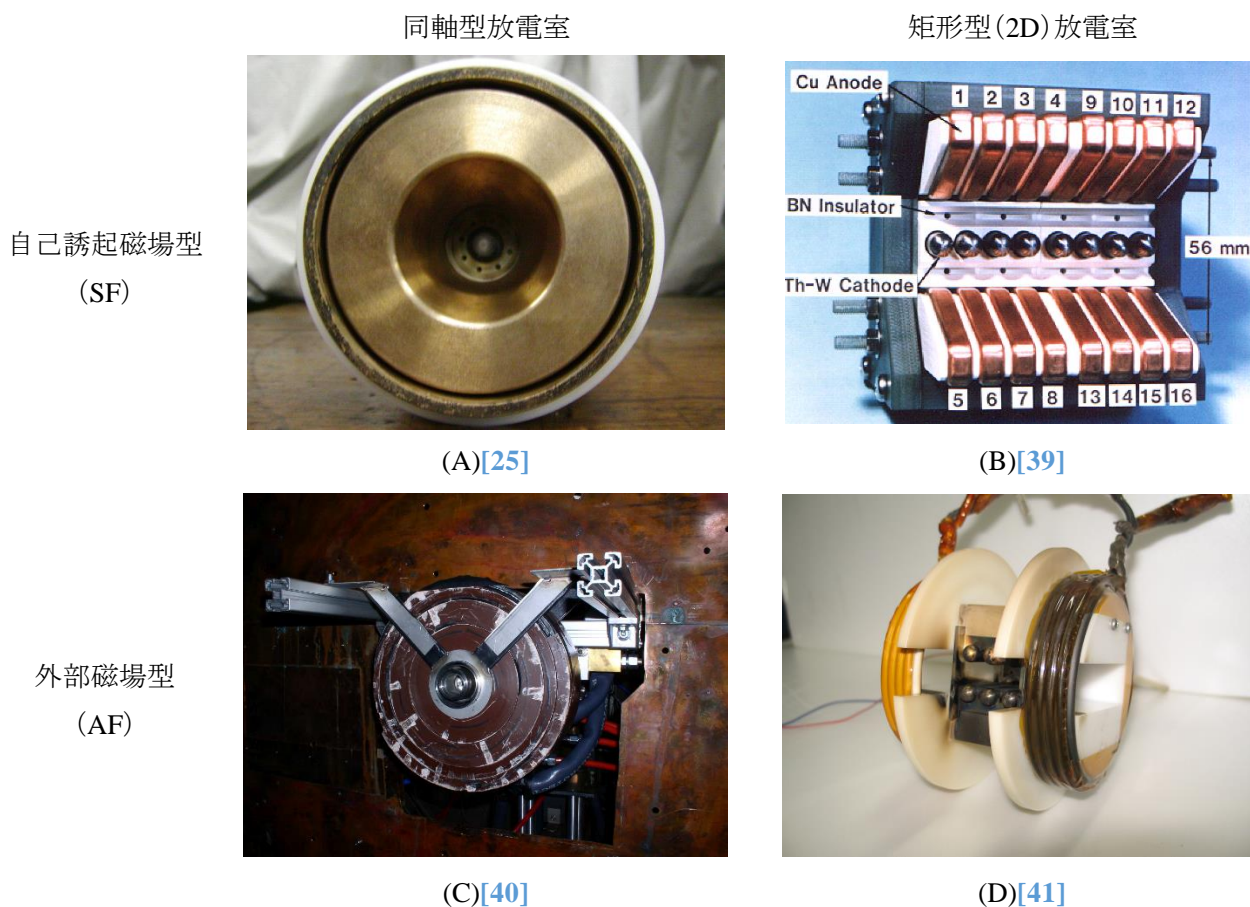 同軸型放電室
矩形型(2D)放電室
自己誘起磁場型
(SF)
Cu Anode
1 2 3 4 9 10 11 12
BN Insulator
56 mm
Th-W Cathode
5 6 7 8 13 14 15 16
(A)[25]
(B)[39]
外部磁場型
(AF)
(C)[40]
(D)[41]